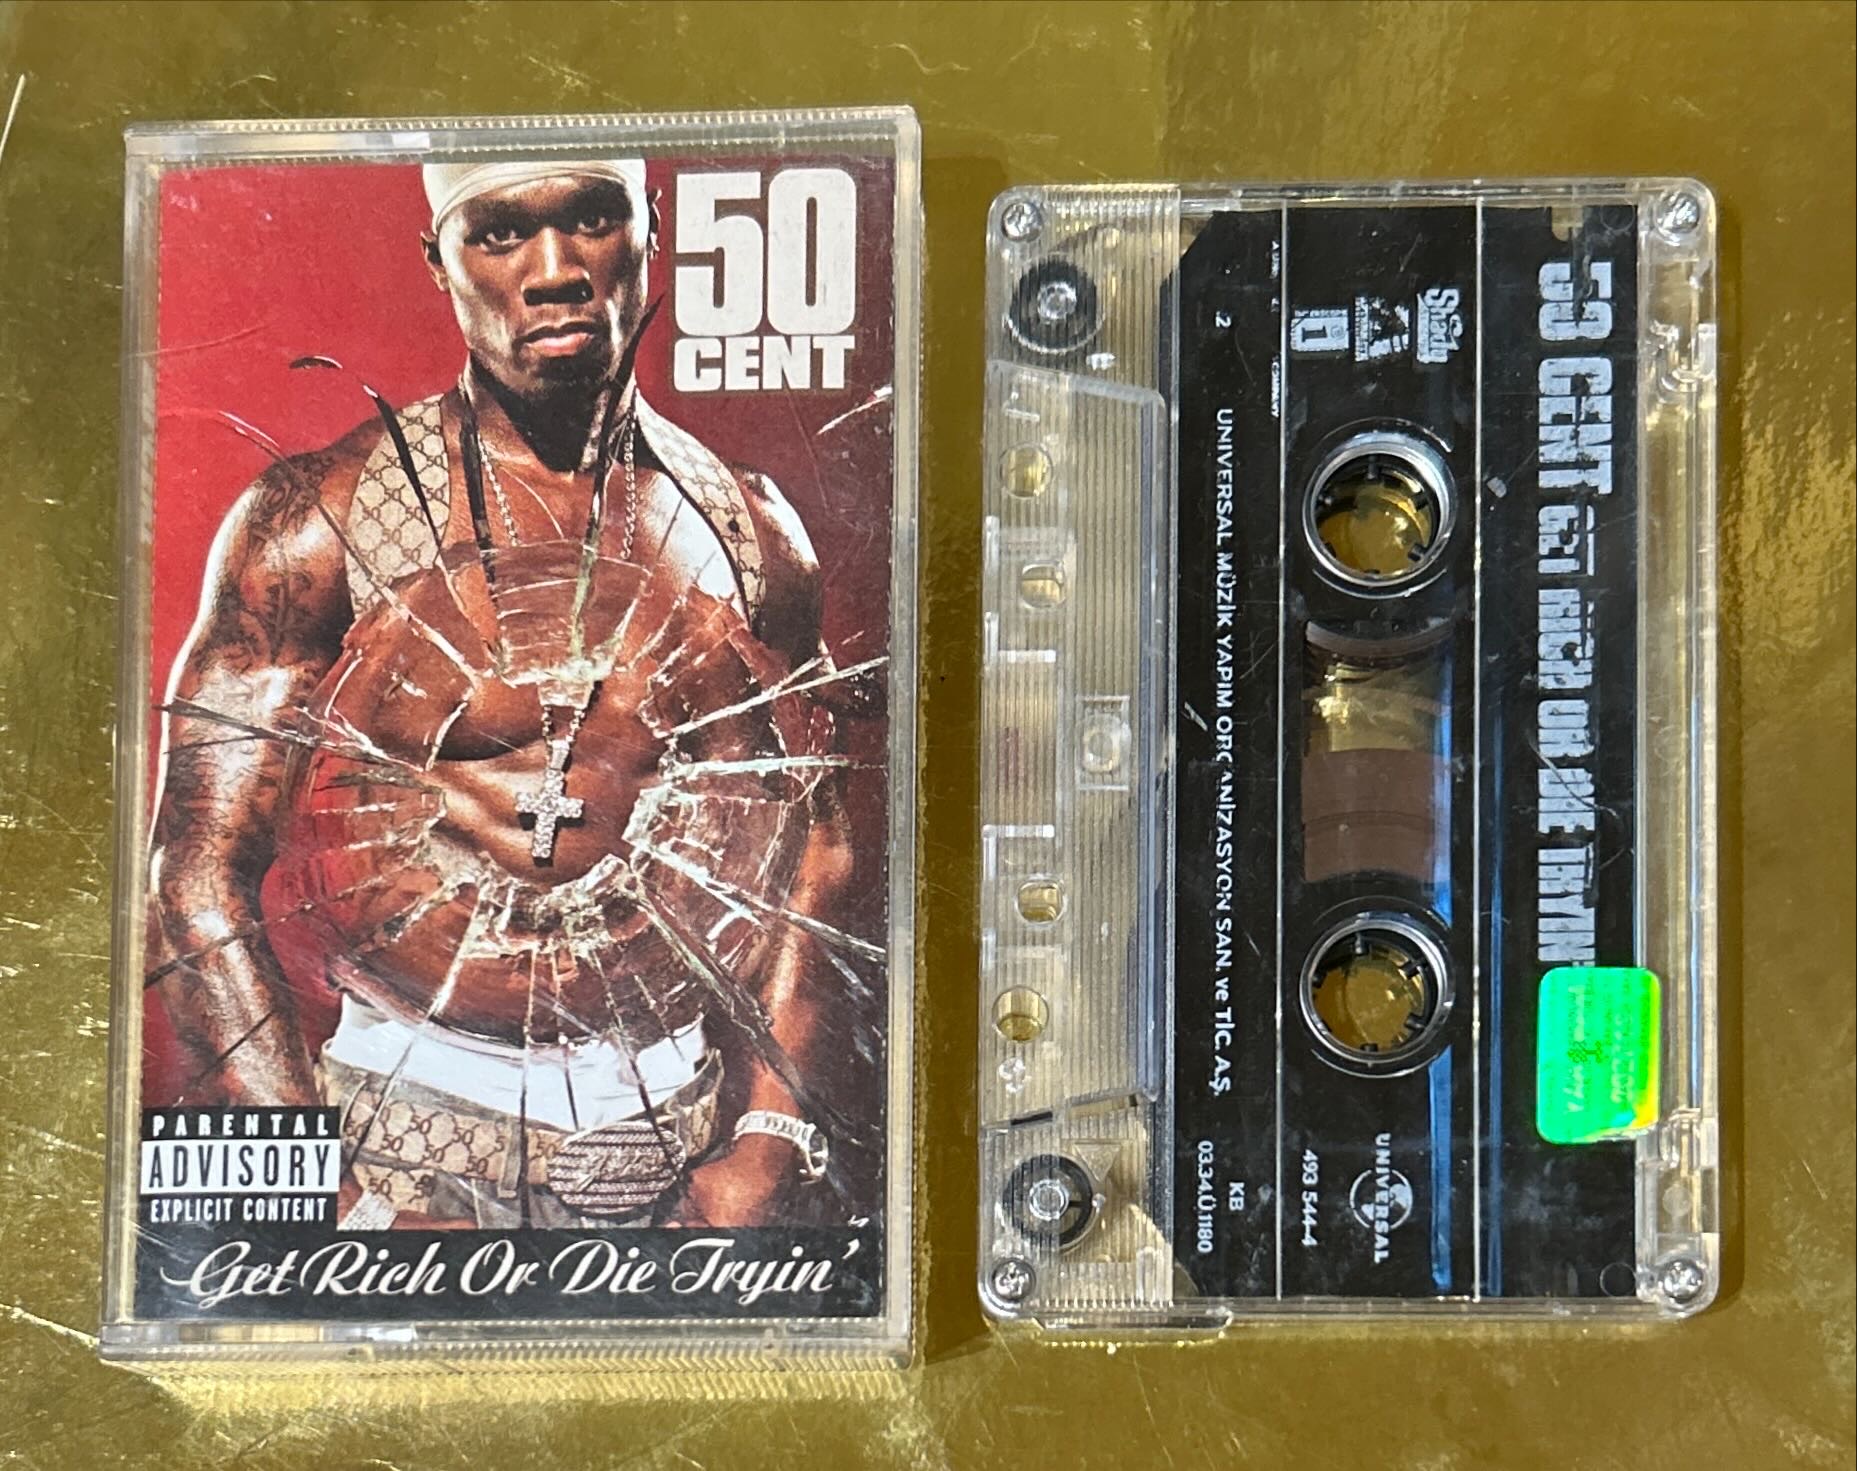 50
CENT
PARENTAL
ADVISORY
EXPLICIT CONTENT
Get Rich Or Die Tryin'
50 CENT GET RICH OR DIE TRYIN'
Shady
1
2
UNIVERSAL MÜZİK YAPIM ORGANİZASYON SAN. ve TİC. A.Ş.
UNIVERSAL
493 544-4
KB
03.34.Ü.1180